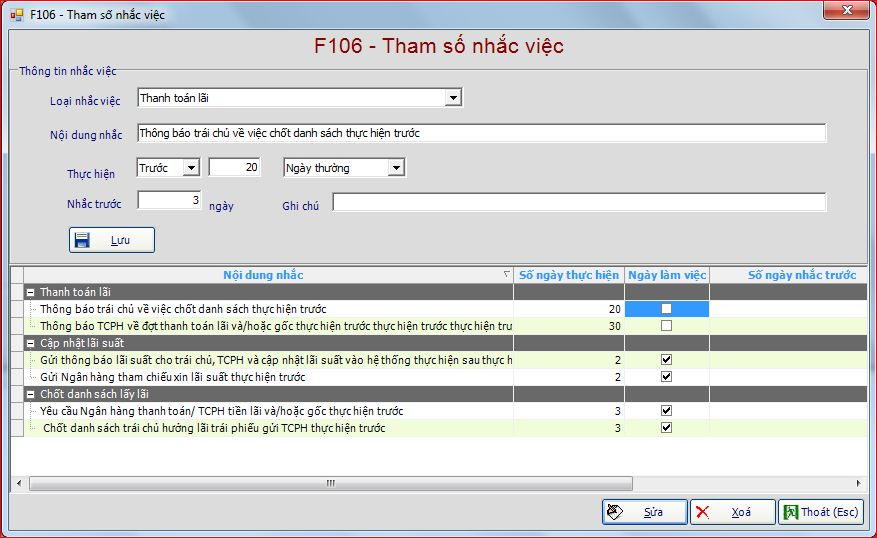 F106 - Tham số nhắc việc
F106 - Tham số nhắc việc
Thông tin nhắc việc
Loại nhắc việc Thanh toán lãi
Nội dung nhắc Thông báo trái chủ về việc chốt danh sách thực hiện trước
Thực hiện Trước 20 Ngày thường
Nhắc trước 3 ngày Ghi chú
Lưu
Nội dung nhắc Số ngày thực hiện Ngày làm việc Số ngày nhắc trước
Thanh toán lãi
Thông báo trái chủ về việc chốt danh sách thực hiện trước 20
Thông báo TCPH về đợt thanh toán lãi và/hoặc gốc thực hiện trước thực hiện trước thực hiện tru 30
Cập nhật lãi suất
Gửi thông báo lãi suất cho trái chủ, TCPH và cập nhật lãi suất vào hệ thống thực hiện sau thực h 2
Gửi Ngân hàng tham chiếu xin lãi suất thực hiện trước 2
Chốt danh sách lấy lãi
Yêu cầu Ngân hàng thanh toán/ TCPH tiền lãi và/hoặc gốc thực hiện trước 3
Chốt danh sách trái chủ hưởng lãi trái phiếu gửi TCPH thực hiện trước 3
Sửa Xoá Thoát (Esc)